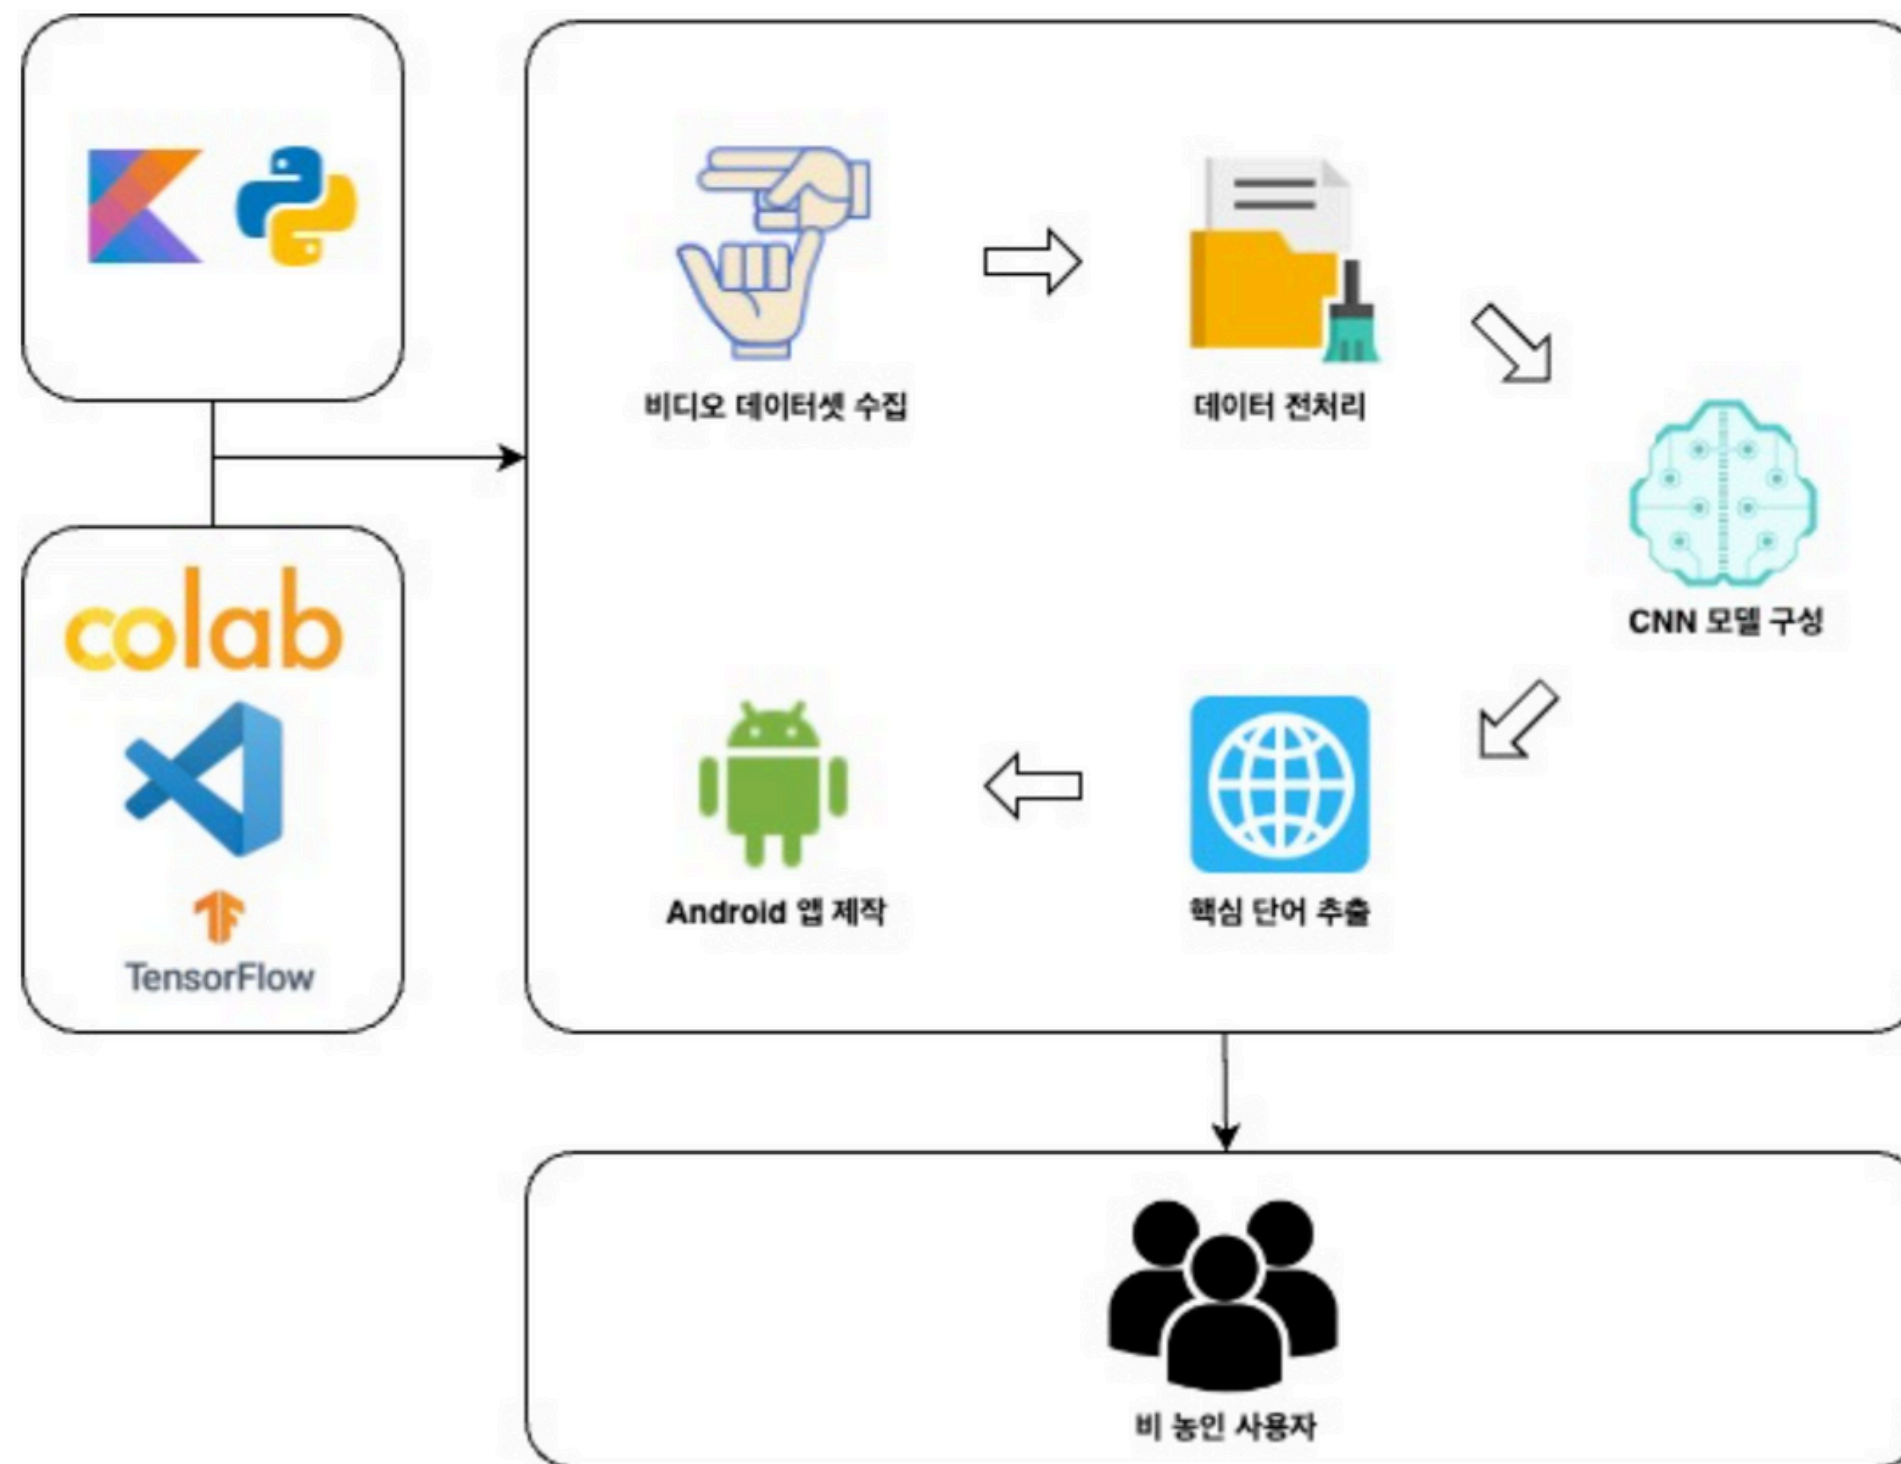 비디오 데이터셋 수집
데이터 전처리
CNN 모델 구성
colab
TensorFlow
Android 앱 제작
핵심 단어 추출
비 농인 사용자